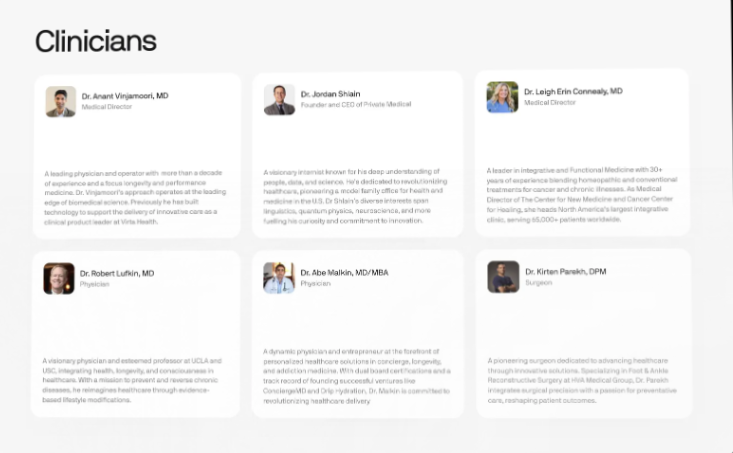 Clinicians
Dr. Anant Vinjamoori, MD
Medical Director
A leading physician and operator with more than a decade
of experience and a focus longevity and performance
medicine. Dr. Vinjamoori's approach operates at the leading
edge of biomedical science. Previously he has built
technology to support the delivery of innovative care as a
clinical product leader at Virta Health.
Dr. Jordan Shlain
Founder and CEO of Private Medical
A visionary internist known for his deep understanding of
people, data, and science. He's dedicated to revolutionizing
healthcare, pioneering a model family office for health and
medicine in the U.S. Dr Shlain's diverse interests span
linguistics, quantum physics, neuroscience, and more
fueling his curiosity and commitment to innovation.
Dr. Leigh Erin Connealy, MD
Medical Director
A leader in Integrative and Functional Medicine with 30+
years of experience blending homeopathic and conventional
treatments for cancer and chronic illnesses. As Medical
Director of The Center for New Medicine and Cancer Center
for Healing, she heads North America's largest integrative
clinic, serving 65,000+ patients worldwide.
Dr. Robert Lufkin, MD
Physician
A visionary physician and esteemed professor at UCLA and
USC, integrating health, longevity, and consciousness in
healthcare. With a mission to prevent and reverse chronic
diseases, he reimagines healthcare through evidence-
based lifestyle modifications.
Dr. Abe Malkin, MD/MBA
Physician
A dynamic physician and entrepreneur at the forefront of
personalized healthcare solutions in concierge, longevity,
and addiction medicine. With dual board certifications and a
track record of founding successful ventures like
ConciergeMD and Drip Hydration, Dr. Malkin is committed to
revolutionizing healthcare delivery
Dr. Kirten Parekh, DPM
Surgeon
A pioneering surgeon dedicated to advancing healthcare
through innovative solutions. Specializing in Foot & Ankle
Reconstructive Surgery at HVA Medical Group, Dr. Parekh
integrates surgical precision with a passion for preventative
care, reshaping patient outcomes.